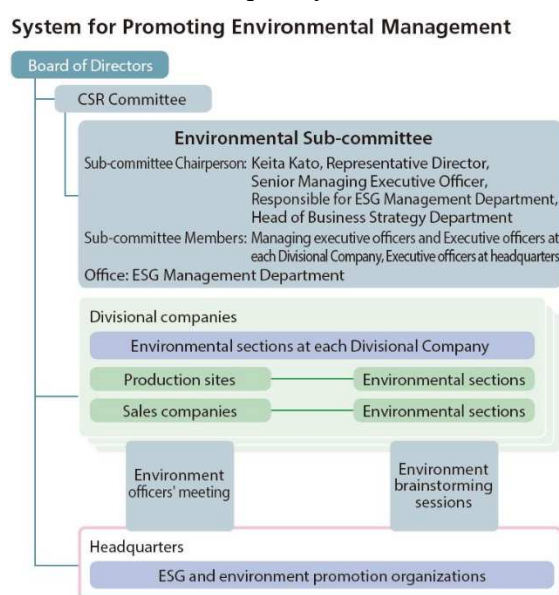 System for Promoting Environmental Management
Board of Directors
CSR Committee
Environmental Sub-committee
Sub-committee Chairperson: Keita Kato, Representative Director,
Senior Managing Executive Officer,
Responsible for ESG Management Department,
Head of Business Strategy Department
Sub-committee Members: Managing executive officers and Executive officers at
each Divisional Company, Executive officers at headquarters
Office: ESG Management Department
Divisional companies
Environmental sections at each Divisional Company
Production sites Environmental sections
Sales companies Environmental sections
Environment
officers' meeting
Environment
brainstorming
sessions
Headquarters
ESG and environment promotion organizations